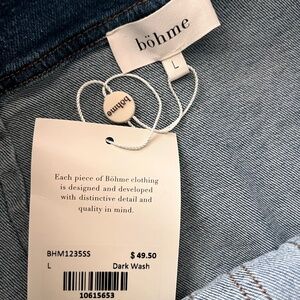 böhme
L
böhme
Each piece of Böhme clothing
is designed and developed
with distinctive detail and
quality in mind.
BHM1235SS $49.50
L Dark Wash
10615653